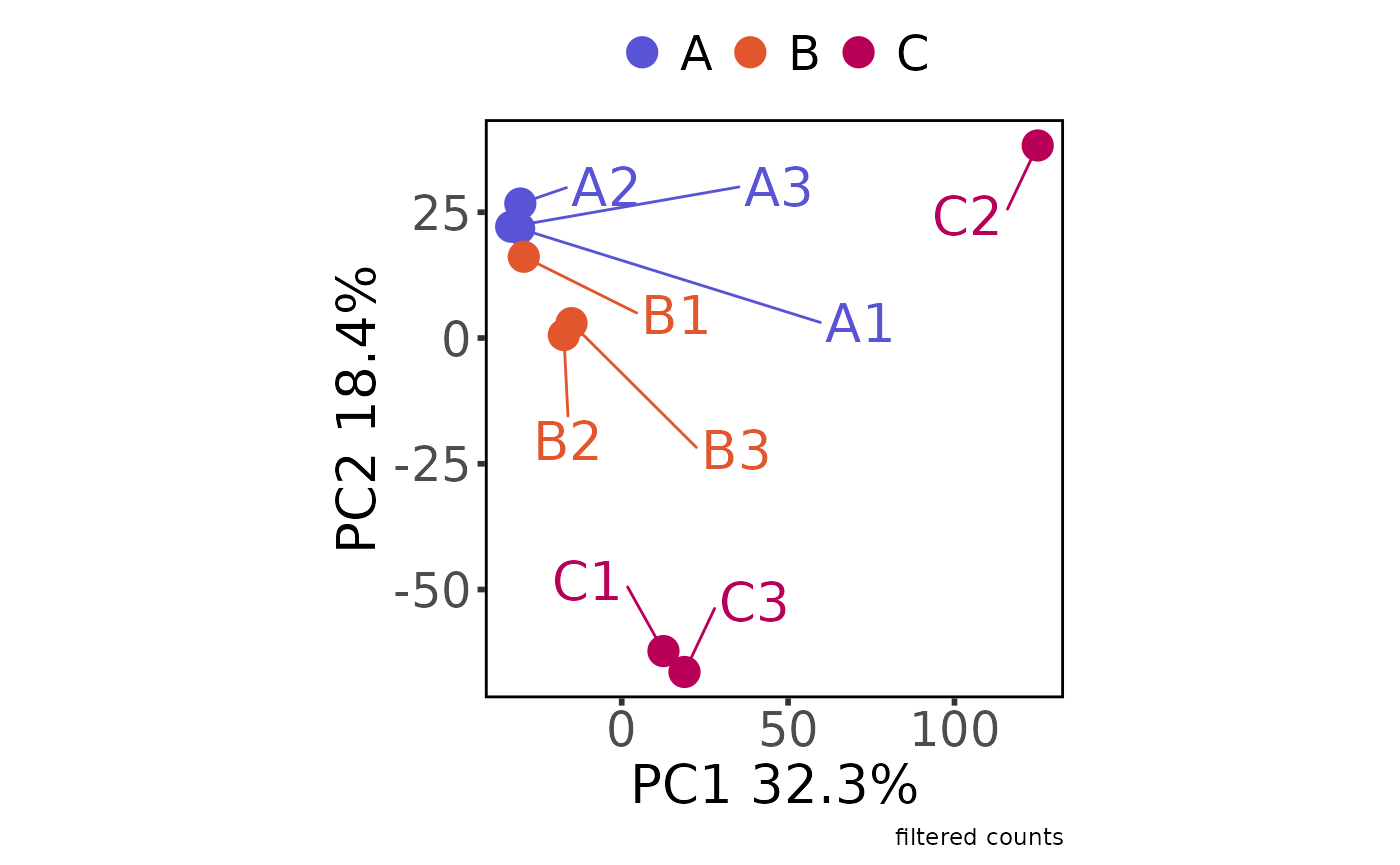 A B C
A2 A3
C2
25
B1 A1
0
B2 B3
-25
C1 C3
-50
PC2 18.4%
0 50 100
PC1 32.3%
filtered counts